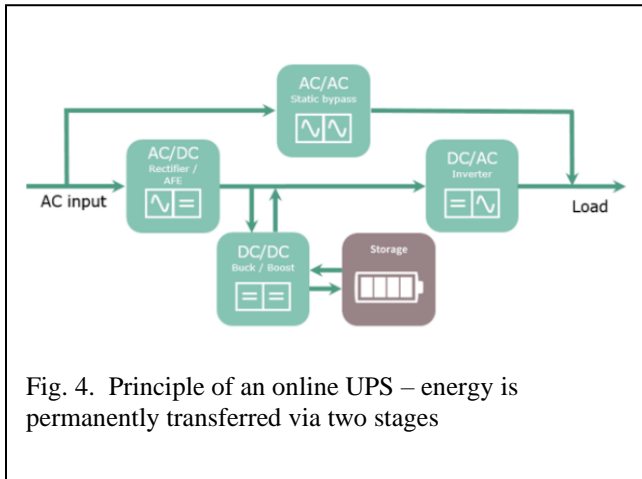 AC/AC
Static bypass
AC/DC
Rectifier /
AFE
DC/AC
Inverter
AC input
Load
DC/DC
Buck / Boost
Storage
Fig. 4. Principle of an online UPS – energy is
permanently transferred via two stages